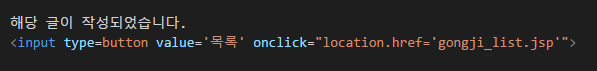 해당 글이 작성되었습니다.
<input type=button value='목록' onclick="location.href='gongji_list.jsp'">